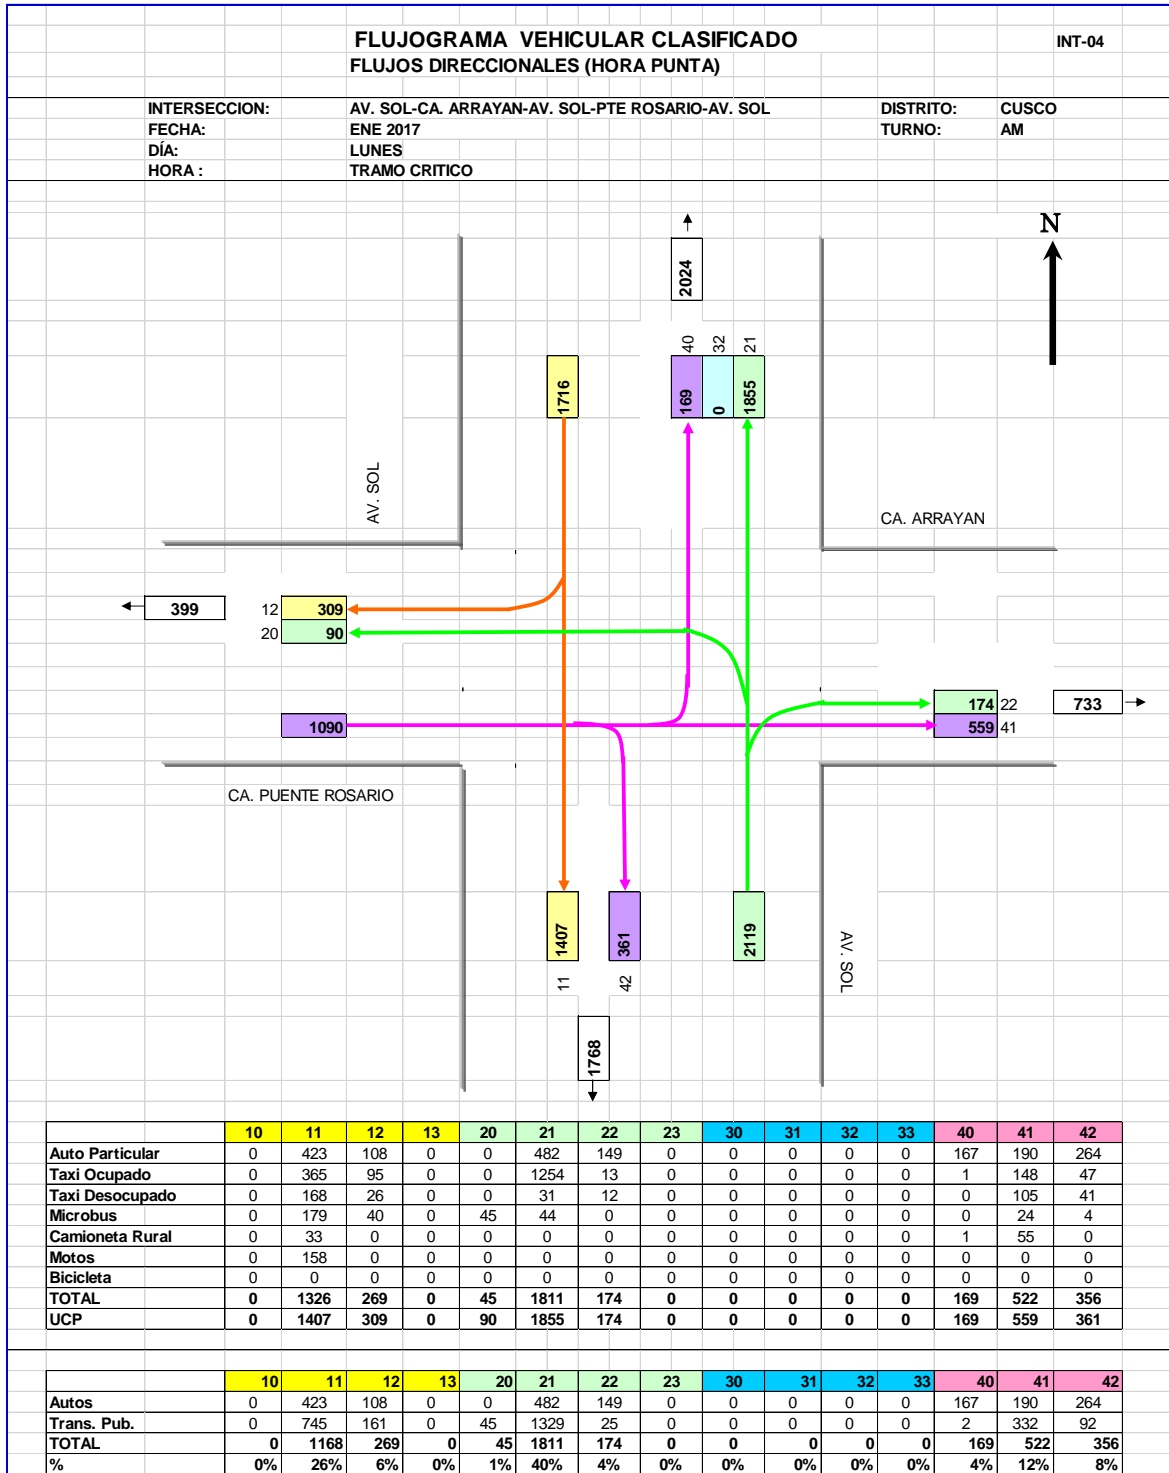 FLUJOGRAMA VEHICULAR CLASIFICADO INT-04
FLUJOS DIRECCIONALES (HORA PUNTA)
INTERSECCION: AV. SOL-CA. ARRAYAN-AV. SOL-PTE ROSARIO-AV. SOL DISTRITO: CUSCO
FECHA: ENE 2017 TURNO: AM
DÍA: LUNES
HORA : TRAMO CRITICO
N
2024
40 32 21
1716 169 0 1855
AV. SOL
CA. ARRAYAN
399 12 309
20 90
174 22 733
1090 559 41
CA. PUENTE ROSARIO
1407 361 2119
AV. SOL
11 42
1768
10 11 12 13 20 21 22 23 30 31 32 33 40 41 42
Auto Particular 0 423 108 0 0 482 149 0 0 0 0 0 167 190 264
Taxi Ocupado 0 365 95 0 0 1254 13 0 0 0 0 0 1 148 47
Taxi Desocupado 0 168 26 0 0 31 12 0 0 0 0 0 0 105 41
Microbus 0 179 40 0 45 44 0 0 0 0 0 0 0 24 4
Camioneta Rural 0 33 0 0 0 0 0 0 0 0 0 0 1 55 0
Motos 0 158 0 0 0 0 0 0 0 0 0 0 0 0 0
Bicicleta 0 0 0 0 0 0 0 0 0 0 0 0 0 0 0
TOTAL 0 1326 269 0 45 1811 174 0 0 0 0 0 169 522 356
UCP 0 1407 309 0 90 1855 174 0 0 0 0 0 169 559 361
10 11 12 13 20 21 22 23 30 31 32 33 40 41 42
Autos 0 423 108 0 0 482 149 0 0 0 0 0 167 190 264
Trans. Pub. 0 745 161 0 45 1329 25 0 0 0 0 0 2 332 92
TOTAL 0 1168 269 0 45 1811 174 0 0 0 0 0 169 522 356
% 0% 26% 6% 0% 1% 40% 4% 0% 0% 0% 0% 0% 4% 12% 8%